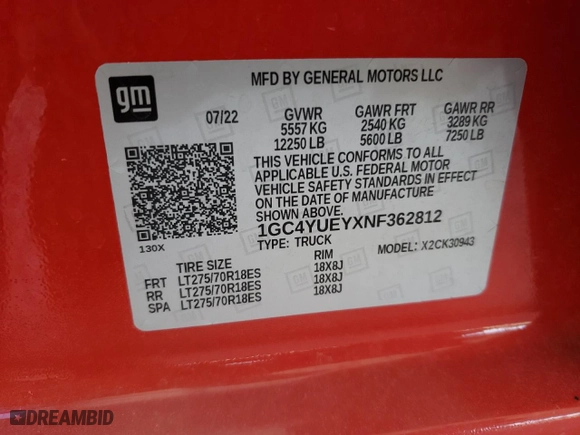 gm
MFD BY GENERAL MOTORS LLC
07/22 GVWR GAWR FRT GAWR RR
5557 KG 2540 KG 3289 KG
12250 LB 5600 LB 7250 LB
THIS VEHICLE CONFORMS TO ALL
APPLICABLE U.S. FEDERAL MOTOR
VEHICLE SAFETY STANDARDS IN EFFECT
ON THE DATE OF MANUFACTURE
SHOWN ABOVE.
130X
1GC4YUEYXNF362812
TYPE: TRUCK MODEL: X2CK30943
TIRE SIZE RIM
FRT LT275/70R18ES 18X8J
RR LT275/70R18ES 18X8J
SPA LT275/70R18ES 18X8J
DREAMBID